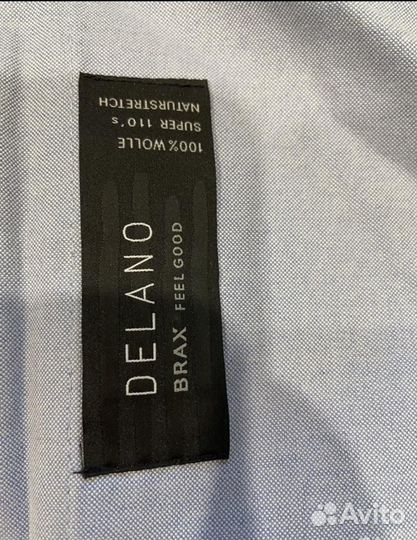 DELANO
BRAX FEEL GOOD
100% WOLLE
SUPER 110's
NATURSTRETCH
Avito